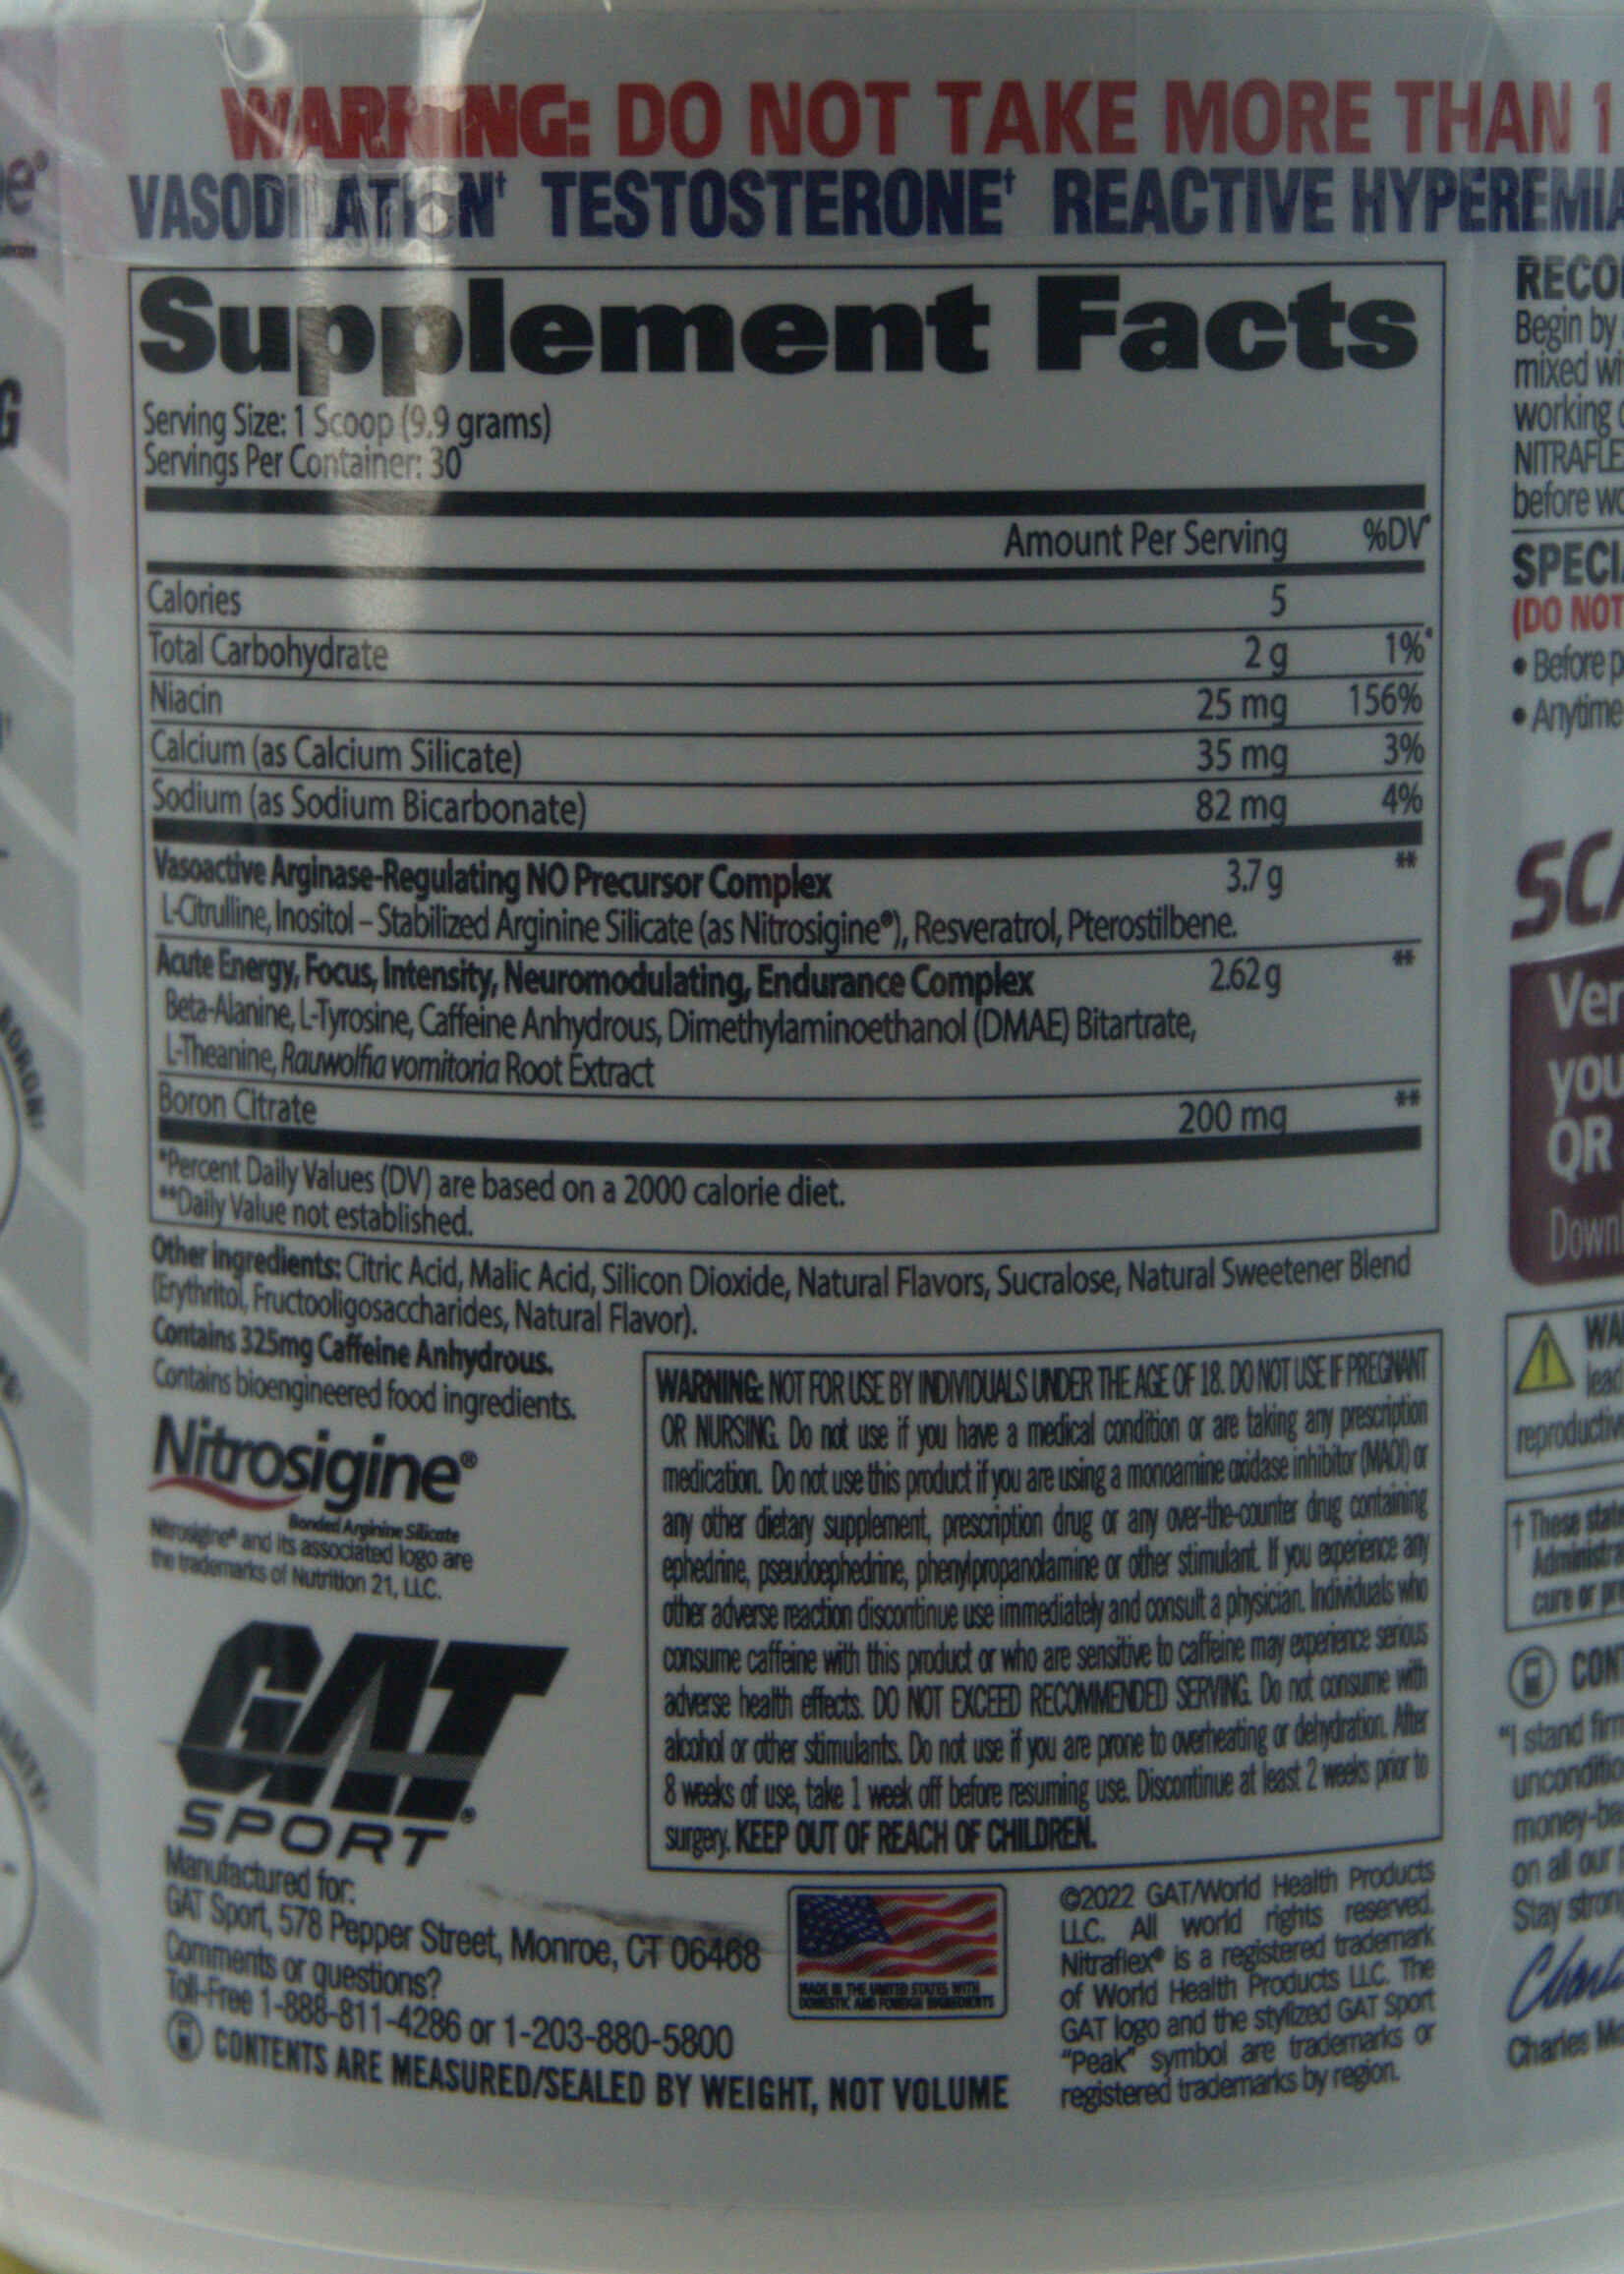 WARNING: DO NOT TAKE MORE THAN 1
VASODILATION† TESTOSTERONE† REACTIVE HYPEREMIA
Supplement Facts
Serving Size: 1 Scoop (9.9 grams)
Servings Per Container: 30
Amount Per Serving %DV*
Calories 5
Total Carbohydrate 2 g 1%*
Niacin 25 mg 156%
Calcium (as Calcium Silicate) 35 mg 3%
Sodium (as Sodium Bicarbonate) 82 mg 4%
Vasoactive Arginase-Regulating NO Precursor Complex 3.7 g **
L-Citrulline, Inositol – Stabilized Arginine Silicate (as Nitrosigine®), Resveratrol, Pterostilbene.
Acute Energy, Focus, Intensity, Neuromodulating, Endurance Complex 2.62 g **
Beta-Alanine, L-Tyrosine, Caffeine Anhydrous, Dimethylaminoethanol (DMAE) Bitartrate,
L-Theanine, Rauwolfia vomitoria Root Extract
Boron Citrate 200 mg **
*Percent Daily Values (DV) are based on a 2000 calorie diet.
**Daily Value not established.
Other ingredients: Citric Acid, Malic Acid, Silicon Dioxide, Natural Flavors, Sucralose, Natural Sweetener Blend
(Erythritol, Fructooligosaccharides, Natural Flavor).
Contains 325mg Caffeine Anhydrous.
Contains bioengineered food ingredients.
Nitrosigine®
Bonded Arginine Silicate
Nitrosigine® and its associated logo are
the trademarks of Nutrition 21, LLC.
GAT
SPORT®
WARNING: NOT FOR USE BY INDIVIDUALS UNDER THE AGE OF 18. DO NOT USE IF PREGNANT
OR NURSING. Do not use if you have a medical condition or are taking any prescription
medication. Do not use this product if you are using a monoamine oxidase inhibitor (MAOI) or
any other dietary supplement, prescription drug or any over-the-counter drug containing
ephedrine, pseudoephedrine, phenylpropanolamine or other stimulant. If you experience any
other adverse reaction discontinue use immediately and consult a physician. Individuals who
consume caffeine with this product or who are sensitive to caffeine may experience serious
adverse health effects. DO NOT EXCEED RECOMMENDED SERVING. Do not consume with
alcohol or other stimulants. Do not use if you are prone to overheating or dehydration. After
8 weeks of use, take 1 week off before resuming use. Discontinue at least 2 weeks prior to
surgery. KEEP OUT OF REACH OF CHILDREN.
Manufactured for:
GAT Sport, 578 Pepper Street, Monroe, CT 06468
Comments or questions?
Toll-Free 1-888-811-4286 or 1-203-880-5800
CONTENTS ARE MEASURED/SEALED BY WEIGHT, NOT VOLUME
MADE IN THE UNITED STATES WITH
DOMESTIC AND FOREIGN INGREDIENTS
©2022 GAT/World Health Products
LLC. All world rights reserved.
Nitraflex® is a registered trademark
of World Health Products LLC. The
GAT logo and the stylized GAT Sport
"Peak" symbol are trademarks or
registered trademarks by region.
Begin by
working
NITRAFLE
before wo
SPECIA
(DO NOT
• Before p
• Anytime
SCA
Ver
you
QR
Down
WA
lead
reproductiv
† These state
Administra
cure or pre
CONT
"I stand firm
unconditio
money-ba
on all our
Stay strong
Charles Mc